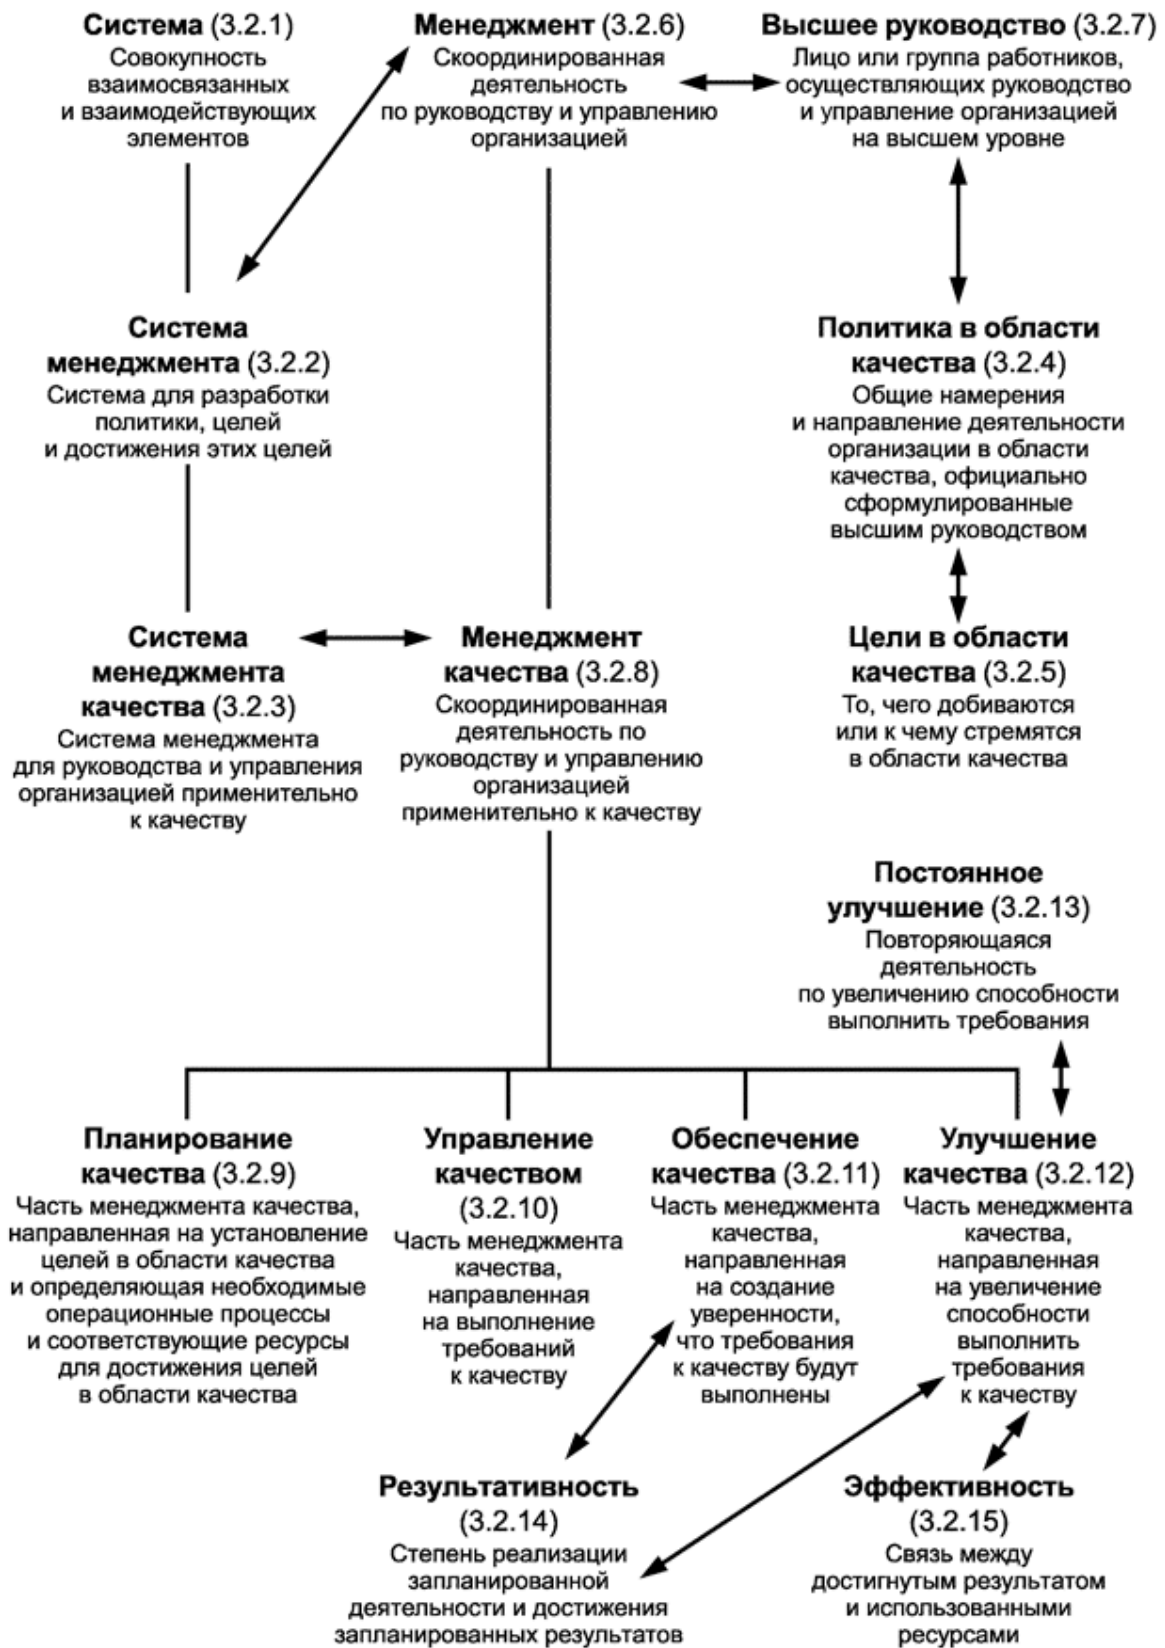 Система (3.2.1)
Совокупность
взаимосвязанных
и взаимодействующих
элементов
Менеджмент (3.2.6)
Скоординированная
деятельность
по руководству и управлению
организацией
Высшее руководство (3.2.7)
Лицо или группа работников,
осуществляющих руководство
и управление организацией
на высшем уровне
Система
менеджмента (3.2.2)
Система для разработки
политики, целей
и достижения этих целей
Политика в области
качества (3.2.4)
Общие намерения
и направление деятельности
организации в области
качества, официально
сформулированные
высшим руководством
Система
менеджмента
качества (3.2.3)
Система менеджмента
для руководства и управления
организацией применительно
к качеству
Менеджмент
качества (3.2.8)
Скоординированная
деятельность по
руководству и управлению
организацией
применительно к качеству
Цели в области
качества (3.2.5)
То, чего добиваются
или к чему стремятся
в области качества
Постоянное
улучшение (3.2.13)
Повторяющаяся
деятельность
по увеличению способности
выполнить требования
Планирование
качества (3.2.9)
Часть менеджмента качества,
направленная на установление
целей в области качества
и определяющая необходимые
операционные процессы
и соответствующие ресурсы
для достижения целей
в области качества
Управление
качеством
(3.2.10)
Часть менеджмента
качества,
направленная
на выполнение
требований
к качеству
Обеспечение
качества (3.2.11)
Часть менеджмента
качества,
направленная
на создание
уверенности,
что требования
к качеству будут
выполнены
Улучшение
качества (3.2.12)
Часть менеджмента
качества,
направленная
на увеличение
способности
выполнить
требования
к качеству
Результативность
(3.2.14)
Степень реализации
запланированной
деятельности и достижения
запланированных результатов
Эффективность
(3.2.15)
Связь между
достигнутым результатом
и использованными
ресурсами